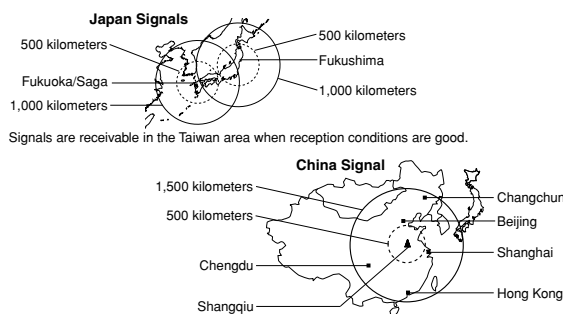 Japan Signals
500 kilometers
500 kilometers
Fukushima
Fukuoka/Saga
1,000 kilometers
1,000 kilometers
Signals are receivable in the Taiwan area when reception conditions are good.
China Signal
1,500 kilometers
Changchun
500 kilometers
Beijing
Shanghai
Chengdu
Hong Kong
Shangqiu